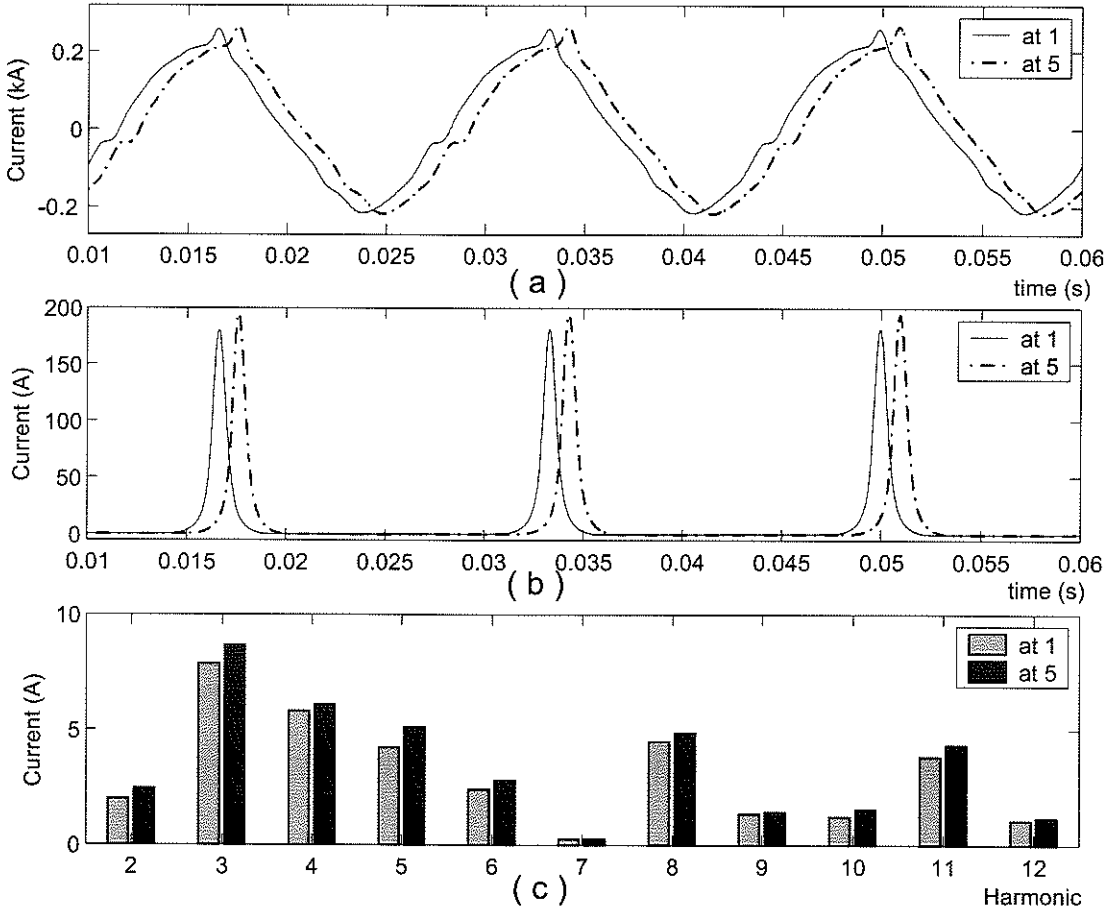 Current (kA)
0.2
0
-0.2
at 1
at 5
0.01 0.015 0.02 0.025 0.03 0.035 0.04 0.045 0.05 0.055 0.06
( a )
time (s)
Current (A)
200
150
100
50
0
at 1
at 5
0.01 0.015 0.02 0.025 0.03 0.035 0.04 0.045 0.05 0.055 0.06
( b )
time (s)
Current (A)
10
5
0
at 1
at 5
2 3 4 5 6 7 8 9 10 11 12
( c )
Harmonic